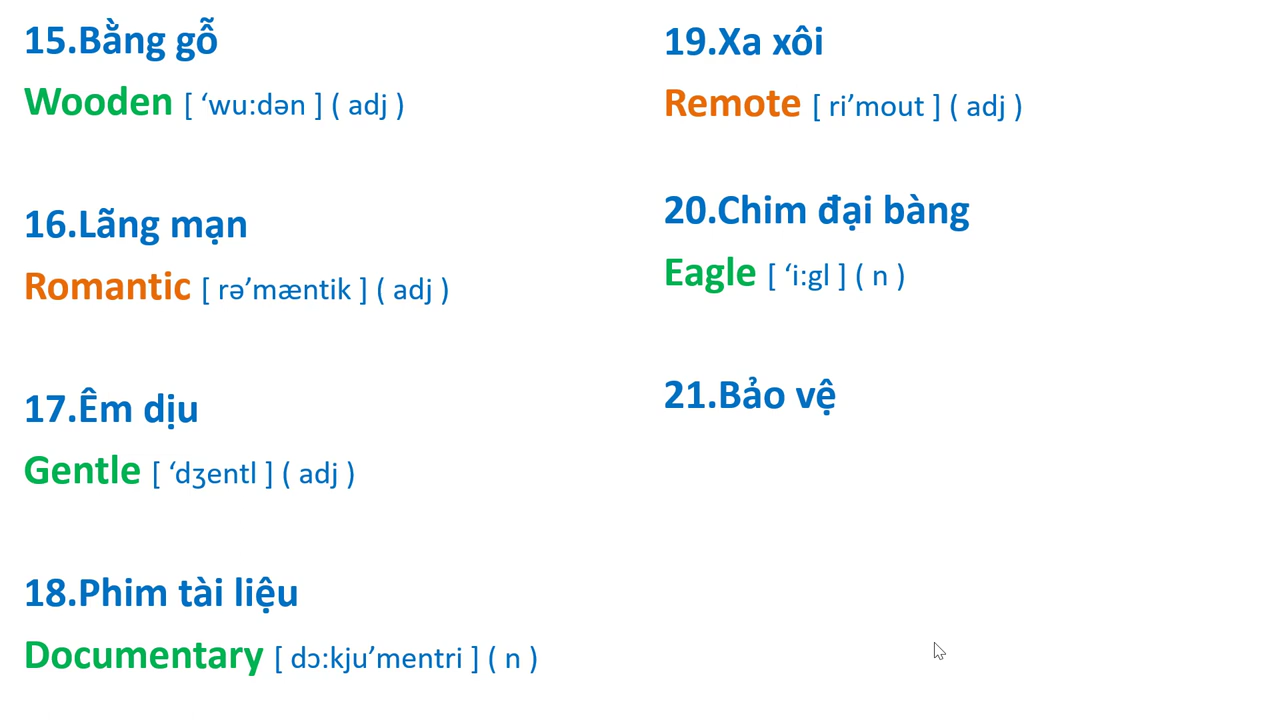 15.Bằng gỗ
Wooden [ ‘wu:dən ] ( adj )
16.Lãng mạn
Romantic [ rə’mæntik ] ( adj )
17.Êm dịu
Gentle [ ‘dʒentl ] ( adj )
18.Phim tài liệu
Documentary [ dɔ:kju’mentri ] ( n )
19.Xa xôi
Remote [ ri’mout ] ( adj )
20.Chim đại bàng
Eagle [ ‘i:gl ] ( n )
21.Bảo vệ